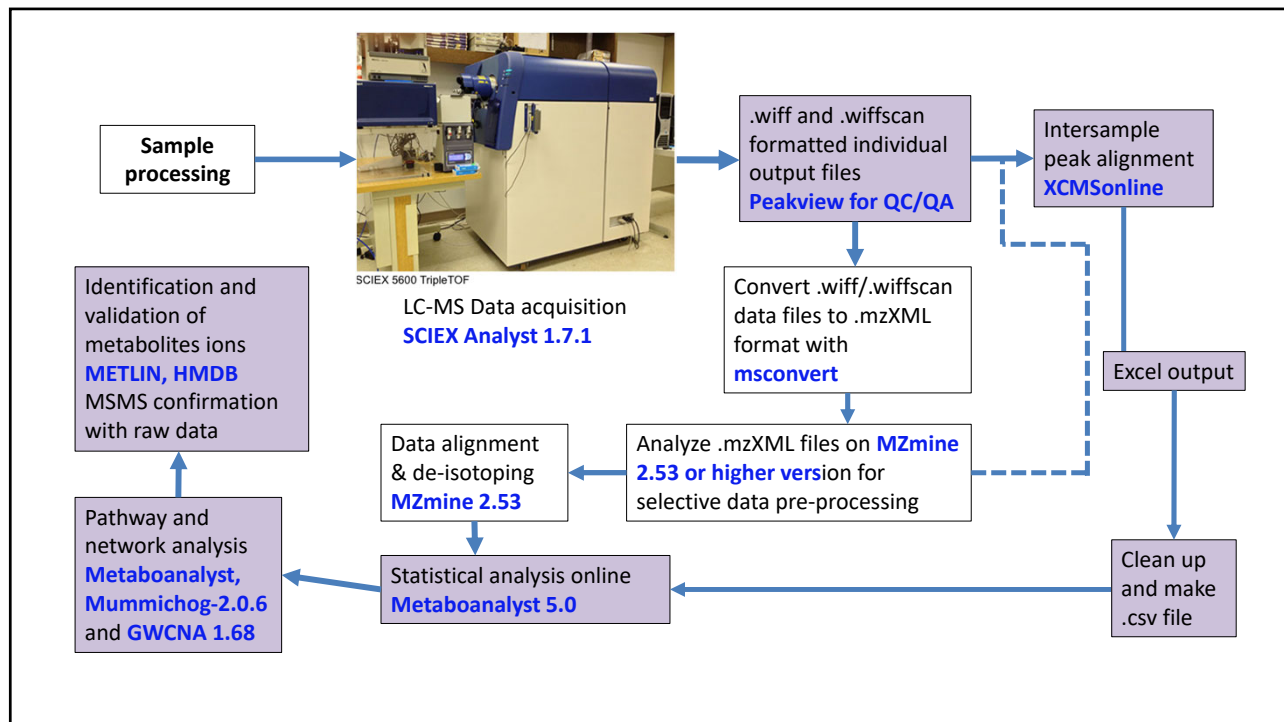 Sample
processing
SCIEX 5600 TripleTOF
LC-MS Data acquisition
SCIEX Analyst 1.7.1
.wiff and .wiffscan
formatted individual
output files
Peakview for QC/QA
Intersample
peak alignment
XCMSonline
Convert .wiff/.wiffscan
data files to .mzXML
format with
msconvert
Excel output
Analyze .mzXML files on MZmine
2.53 or higher version for
selective data pre-processing
Data alignment
& de-isotoping
MZmine 2.53
Clean up
and make
.csv file
Statistical analysis online
Metaboanalyst 5.0
Pathway and
network analysis
Metaboanalyst,
Mummichog-2.0.6
and GWCNA 1.68
Identification and
validation of
metabolites ions
METLIN, HMDB
MSMS confirmation
with raw data